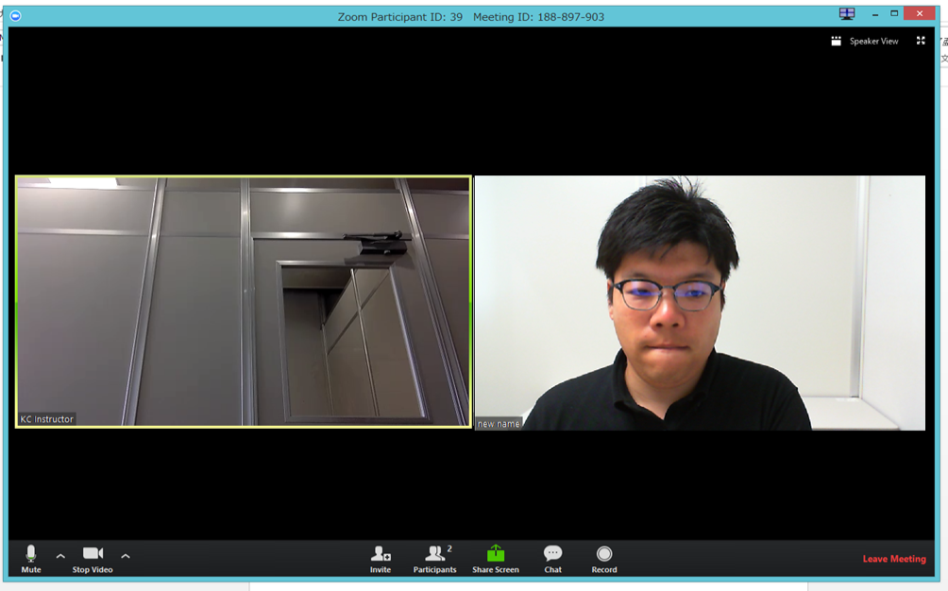 Zoom Participant ID: 39 Meeting ID: 188-897-903
Speaker View
KC Instructor
new name
Mute
Stop Video
Invite
2
Participants
Share Screen
Chat
Record
Leave Meeting